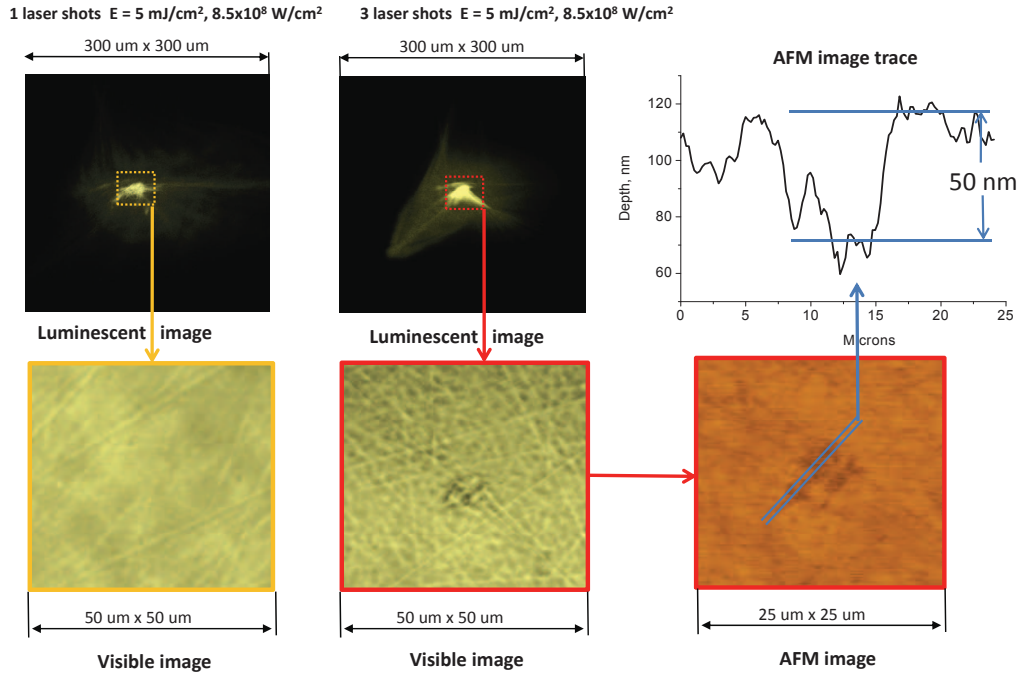 1 laser shots E = 5 mJ/cm², 8.5x10⁸ W/cm²
300 um x 300 um
Luminescent image
50 um x 50 um
Visible image
3 laser shots E = 5 mJ/cm², 8.5x10⁸ W/cm²
300 um x 300 um
Luminescent image
50 um x 50 um
Visible image
AFM image trace
Depth, nm
120
100
80
60
50 nm
0 5 10 15 20 25
Microns
25 um x 25 um
AFM image